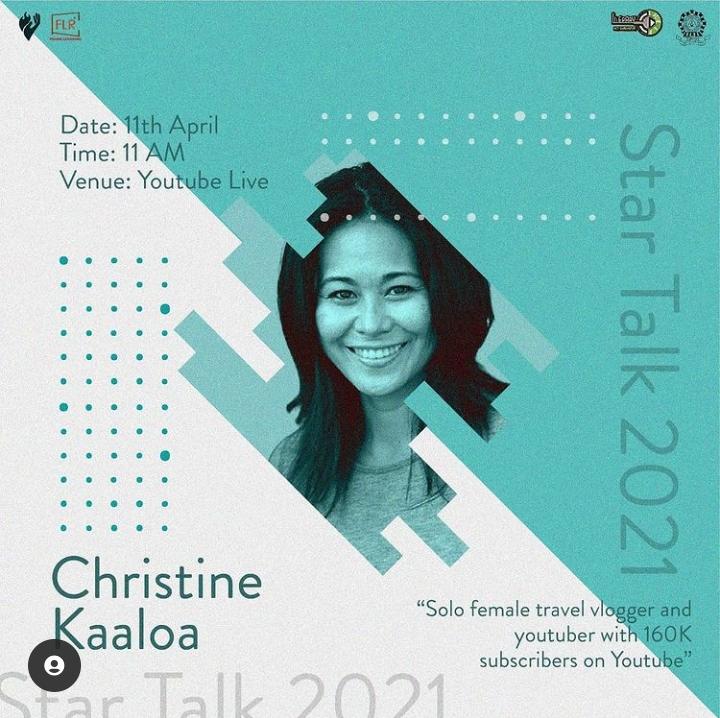 FLR
Date: 11th April
Time: 11 AM
Venue: Youtube Live
Star Talk 2021
Christine
Kaaloa
“Solo female travel vlogger and
youtuber with 160K
subscribers on Youtube”
Star Talk 2021